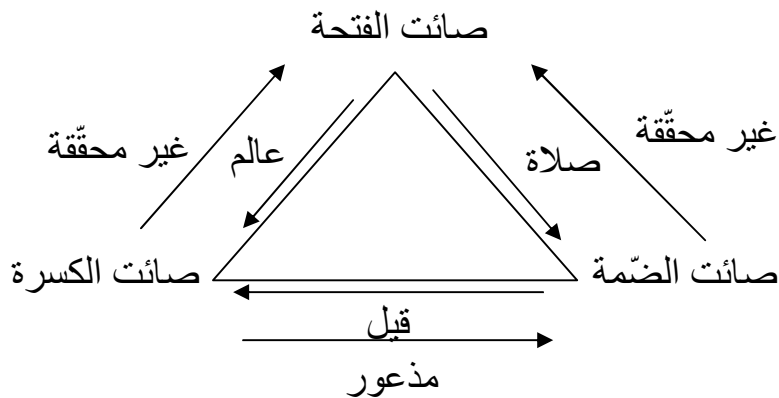 صائت الفتحة
غير محقّقة
صلاة
عالم
غير محقّقة
صائت الضّمة
صائت الكسرة
قيل
مذعور